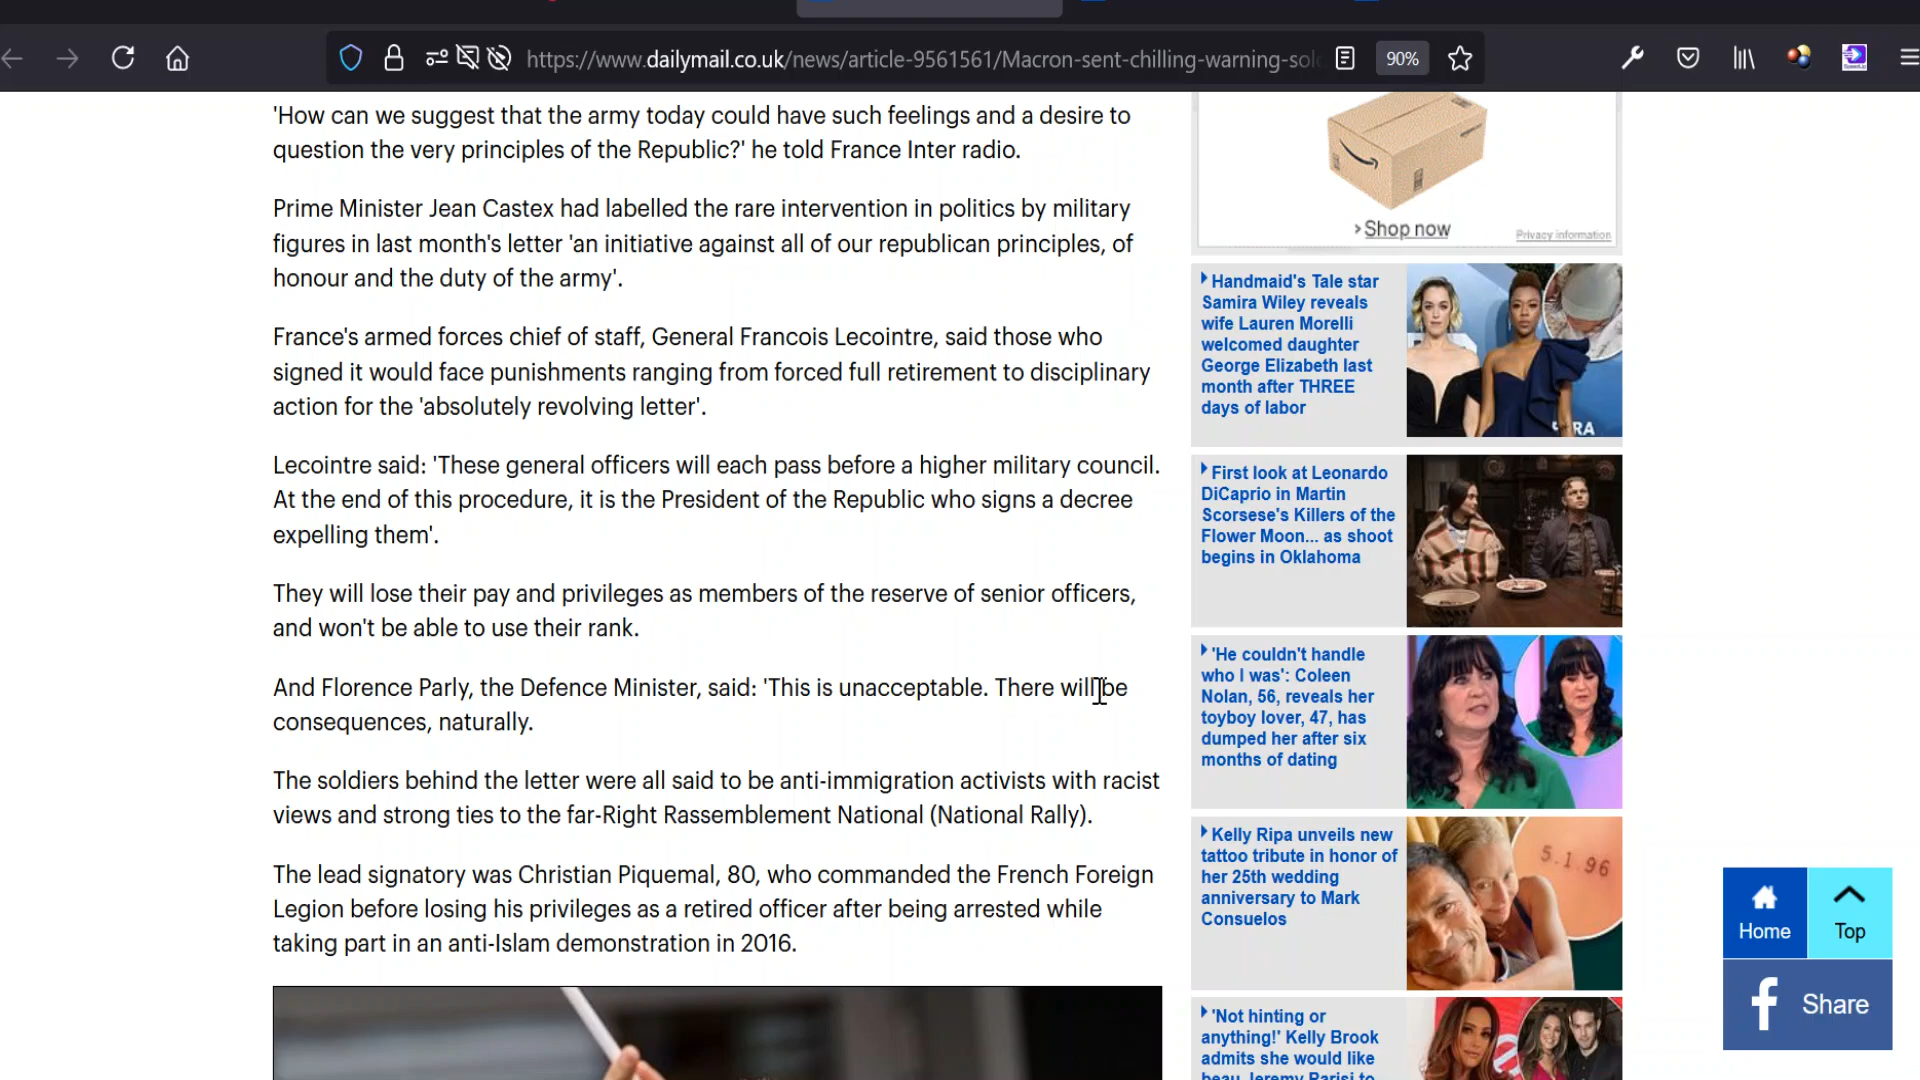 https://www.dailymail.co.uk/news/article-9561561/Macron-sent-chilling-warning-sol
90%
'How can we suggest that the army today could have such feelings and a desire to
question the very principles of the Republic?' he told France Inter radio.
Prime Minister Jean Castex had labelled the rare intervention in politics by military
figures in last month's letter 'an initiative against all of our republican principles, of
honour and the duty of the army'.
France's armed forces chief of staff, General Francois Lecointre, said those who
signed it would face punishments ranging from forced full retirement to disciplinary
action for the 'absolutely revolving letter'.
Lecointre said: 'These general officers will each pass before a higher military council.
At the end of this procedure, it is the President of the Republic who signs a decree
expelling them'.
They will lose their pay and privileges as members of the reserve of senior officers,
and won't be able to use their rank.
And Florence Parly, the Defence Minister, said: 'This is unacceptable. There will be
consequences, naturally.
The soldiers behind the letter were all said to be anti-immigration activists with racist
views and strong ties to the far-Right Rassemblement National (National Rally).
The lead signatory was Christian Piquemal, 80, who commanded the French Foreign
Legion before losing his privileges as a retired officer after being arrested while
taking part in an anti-Islam demonstration in 2016.
Shop now
Privacy information
Handmaid's Tale star
Samira Wiley reveals
wife Lauren Morelli
welcomed daughter
George Elizabeth last
month after THREE
days of labor
First look at Leonardo
DiCaprio in Martin
Scorsese's Killers of the
Flower Moon... as shoot
begins in Oklahoma
'He couldn't handle
who I was': Coleen
Nolan, 56, reveals her
toyboy lover, 47, has
dumped her after six
months of dating
Kelly Ripa unveils new
tattoo tribute in honor of
her 25th wedding
anniversary to Mark
Consuelos
5.1.96
'Not hinting or
anything!' Kelly Brook
admits she would like
beau Jeremy Parisi to
Home
Top
Share